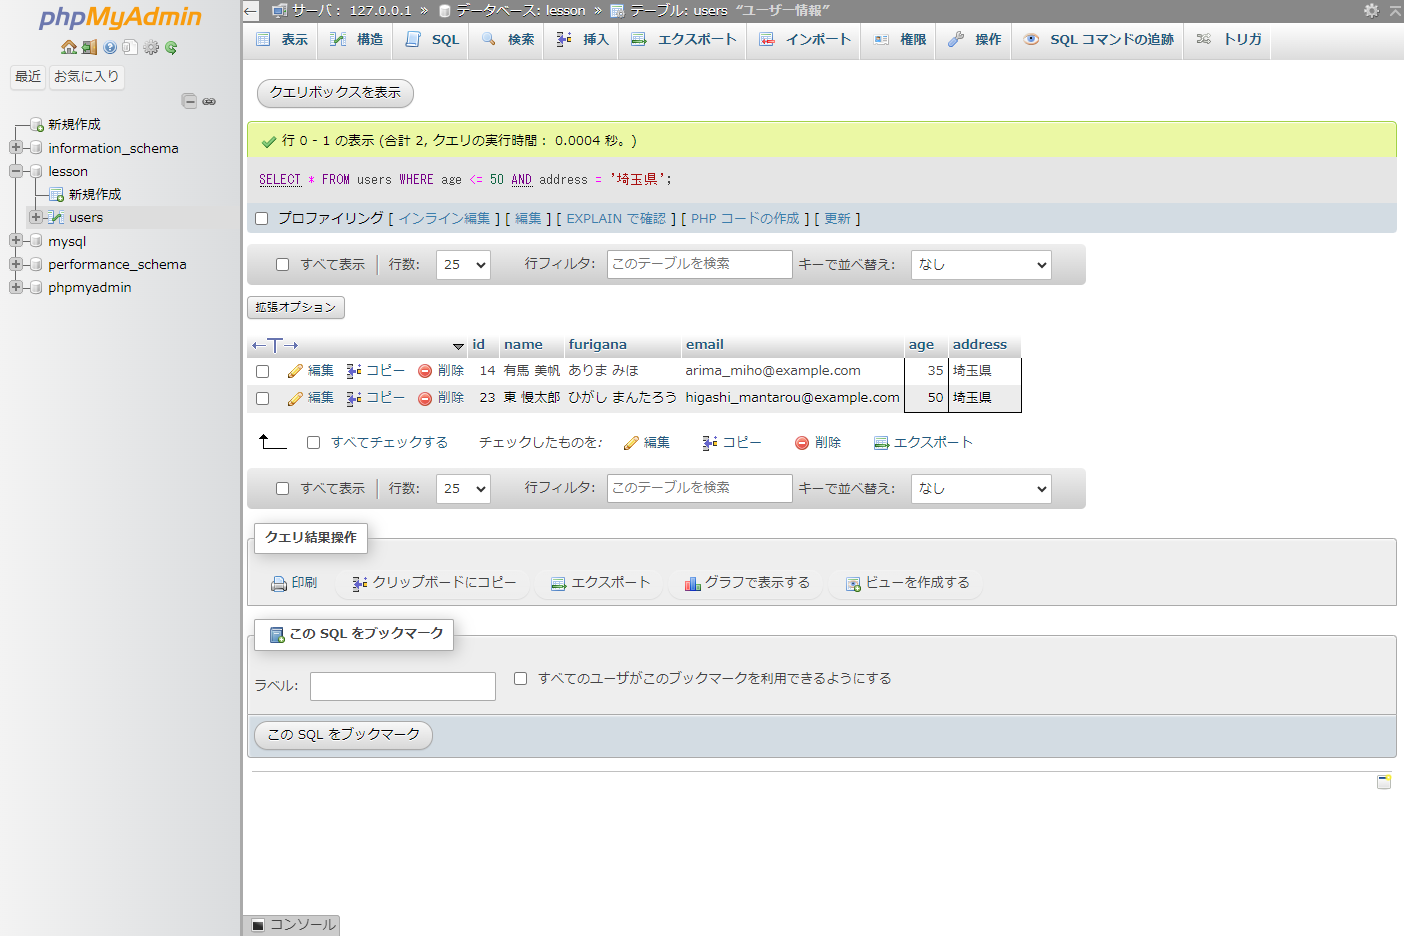 phpMyAdmin
最近 お気に入り
新規作成
information_schema
lesson
新規作成
users
mysql
performance_schema
phpmyadmin
サーバ: 127.0.0.1 » データベース: lesson » テーブル: users “ユーザー情報”
表示 構造 SQL 検索 挿入 エクスポート インポート 権限 操作 SQL コマンドの追跡 トリガ
クエリボックスを表示
行 0 - 1 の表示 (合計 2, クエリの実行時間： 0.0004 秒。)
SELECT * FROM users WHERE age <= 50 AND address = '埼玉県';
プロファイリング [ インライン編集 ] [ 編集 ] [ EXPLAIN で確認 ] [ PHP コードの作成 ] [ 更新 ]
すべて表示 行数: 25 行フィルタ: このテーブルを検索 キーで並べ替え: なし
拡張オプション
←T→ id name furigana email age address
編集 コピー 削除 14 有馬 美帆 ありま みほ arima_miho@example.com 35 埼玉県
編集 コピー 削除 23 東 慢太郎 ひがし まんたろう higashi_mantarou@example.com 50 埼玉県
すべてチェックする チェックしたものを: 編集 コピー 削除 エクスポート
すべて表示 行数: 25 行フィルタ: このテーブルを検索 キーで並べ替え: なし
クエリ結果操作
印刷 クリップボードにコピー エクスポート グラフで表示する ビューを作成する
この SQL をブックマーク
ラベル: すべてのユーザがこのブックマークを利用できるようにする
この SQL をブックマーク
コンソール